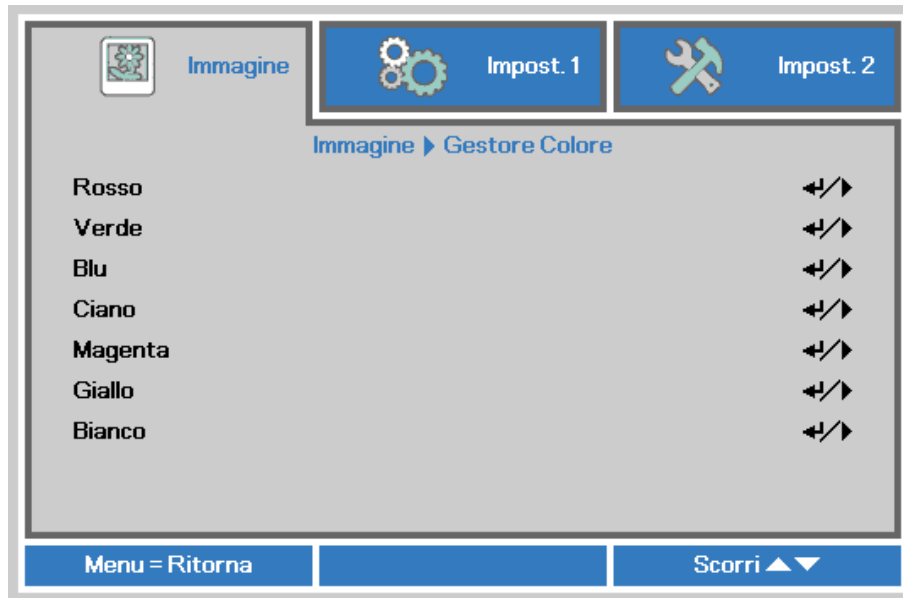 Immagine
Impost. 1
Impost. 2
Immagine ▶ Gestore Colore
Rosso ↵/▶
Verde ↵/▶
Blu ↵/▶
Ciano ↵/▶
Magenta ↵/▶
Giallo ↵/▶
Bianco ↵/▶
Menu = Ritorna
Scorri ▲▼